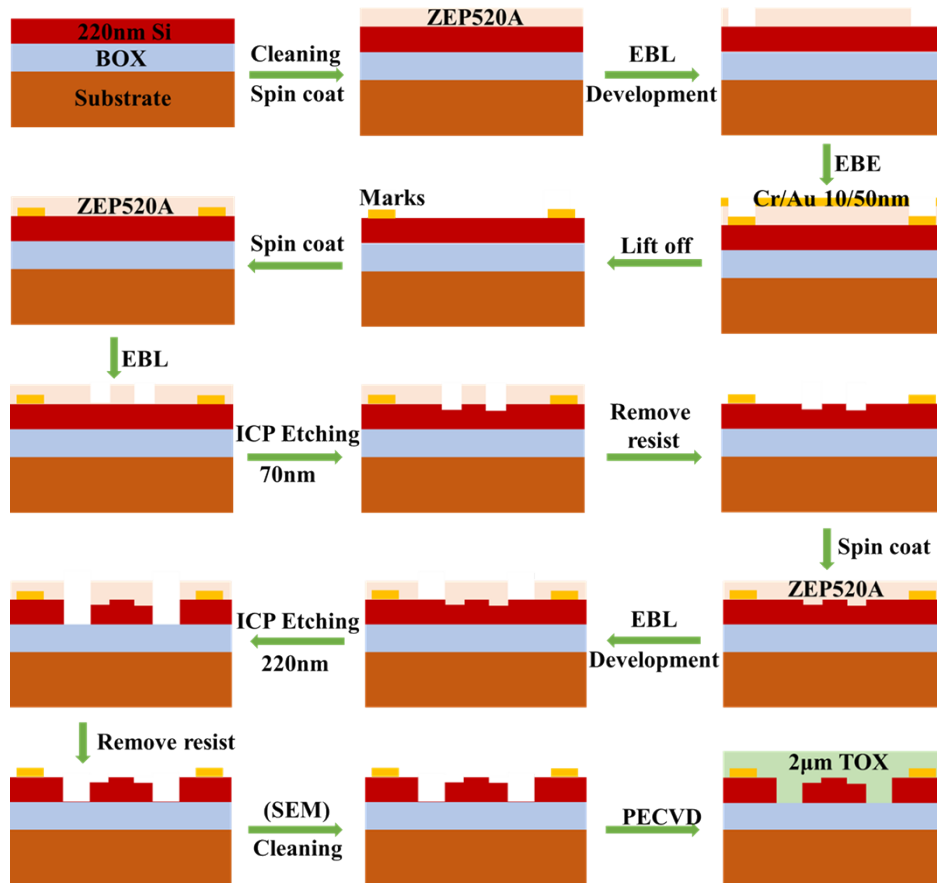 220nm Si
BOX
Substrate
Cleaning
Spin coat
ZEP520A
EBL
Development
EBE
Cr/Au 10/50nm
Lift off
Marks
Spin coat
ZEP520A
EBL
ICP Etching
70nm
Remove
resist
Spin coat
ZEP520A
EBL
Development
ICP Etching
220nm
Remove resist
(SEM)
Cleaning
PECVD
2μm TOX